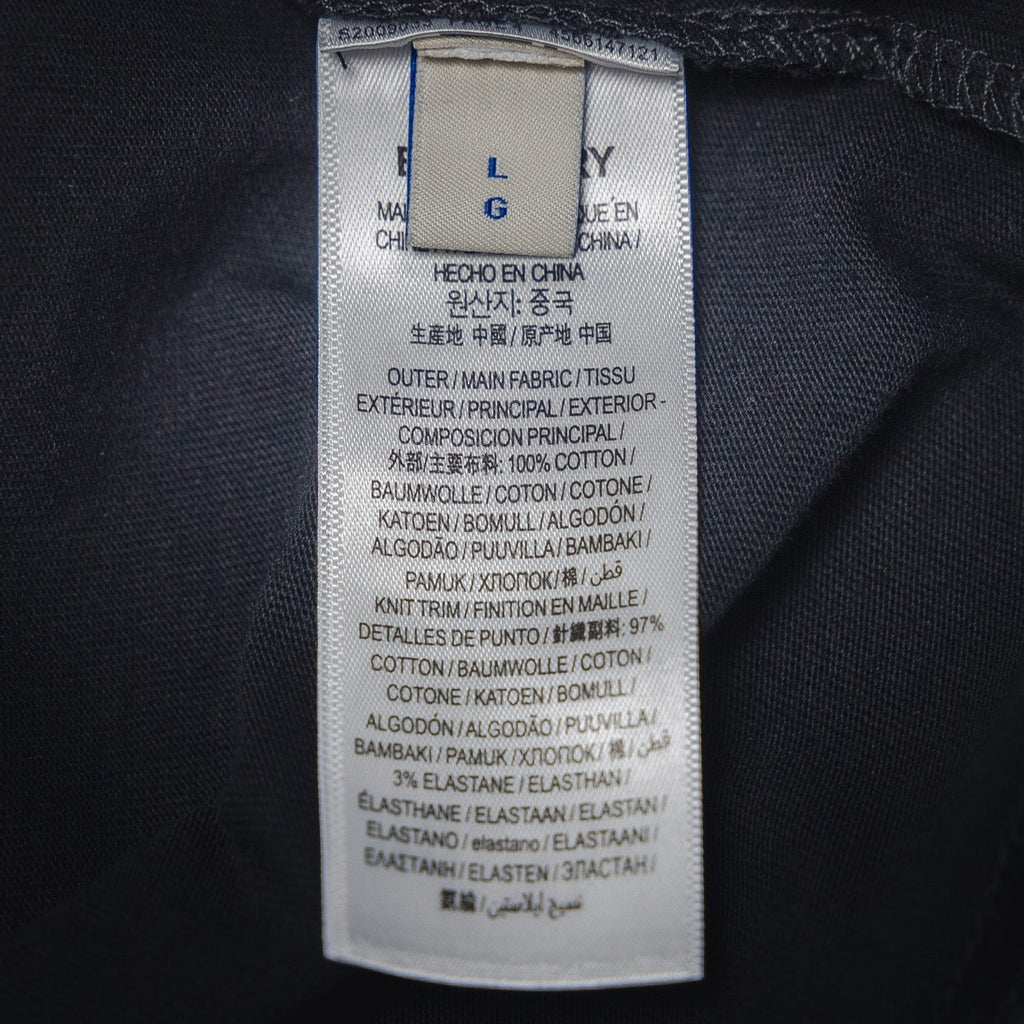 4566147121
L
G
HECHO EN CHINA
원산지: 중국
生産地 中國 / 原产地 中国
OUTER / MAIN FABRIC / TISSU
EXTÉRIEUR / PRINCIPAL / EXTERIOR -
COMPOSICION PRINCIPAL /
外部/主要布料: 100% COTTON /
BAUMWOLLE / COTON / COTONE /
KATOEN / BOMULL / ALGODÓN /
ALGODÃO / PUUVILLA / BAMBAKI /
PAMUK / ХЛОПОК / 棉 / قطن
KNIT TRIM / FINITION EN MAILLE /
DETALLES DE PUNTO / 針織副料: 97%
COTTON / BAUMWOLLE / COTON /
COTONE / KATOEN / BOMULL /
ALGODÓN / ALGODÃO / PUUVILLA /
BAMBAKI / PAMUK / ХЛОПОК / 棉 / قطن
3% ELASTANE / ELASTHAN /
ÉLASTHANE / ELASTAAN / ELASTAN /
ELASTANO / elastano / ELASTAANI /
ΕΛΑΣΤΑΝΗ / ELASTEN / ЭЛАСТАН /
نسيج إيلاستين